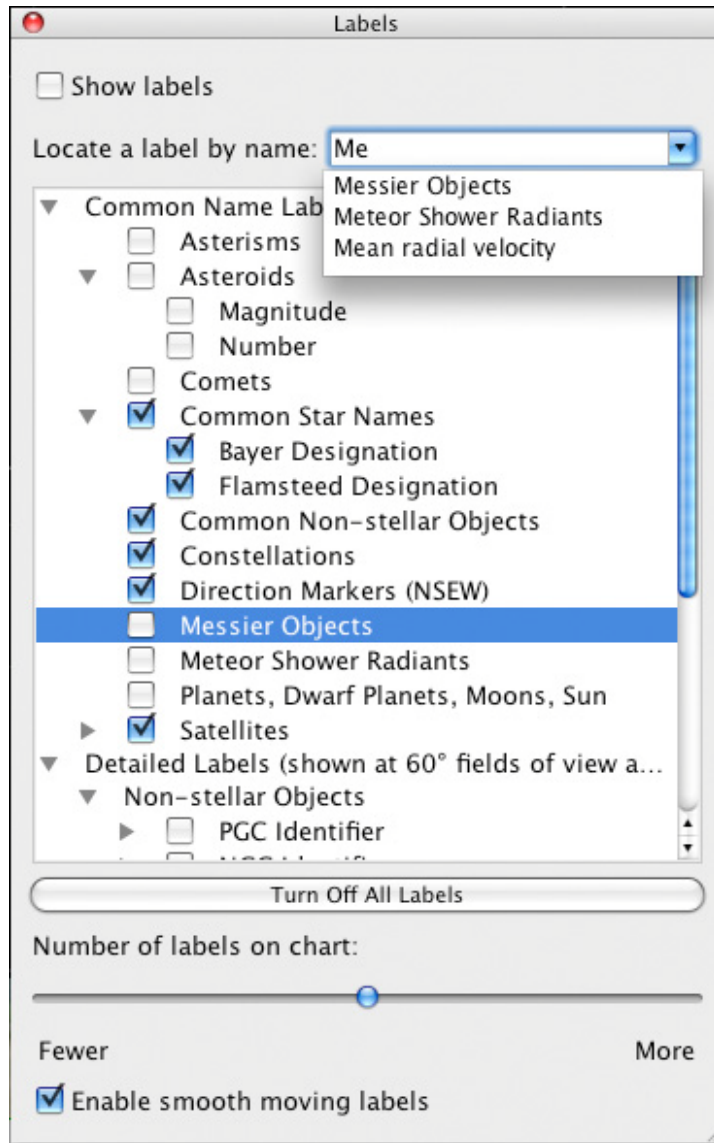 Labels
Show labels
Locate a label by name: Me
Messier Objects
Meteor Shower Radiants
Mean radial velocity
Common Name Lab
Asterisms
Asteroids
Magnitude
Number
Comets
Common Star Names
Bayer Designation
Flamsteed Designation
Common Non-stellar Objects
Constellations
Direction Markers (NSEW)
Messier Objects
Meteor Shower Radiants
Planets, Dwarf Planets, Moons, Sun
Satellites
Detailed Labels (shown at 60° fields of view a...
Non-stellar Objects
PGC Identifier
Turn Off All Labels
Number of labels on chart:
Fewer More
Enable smooth moving labels